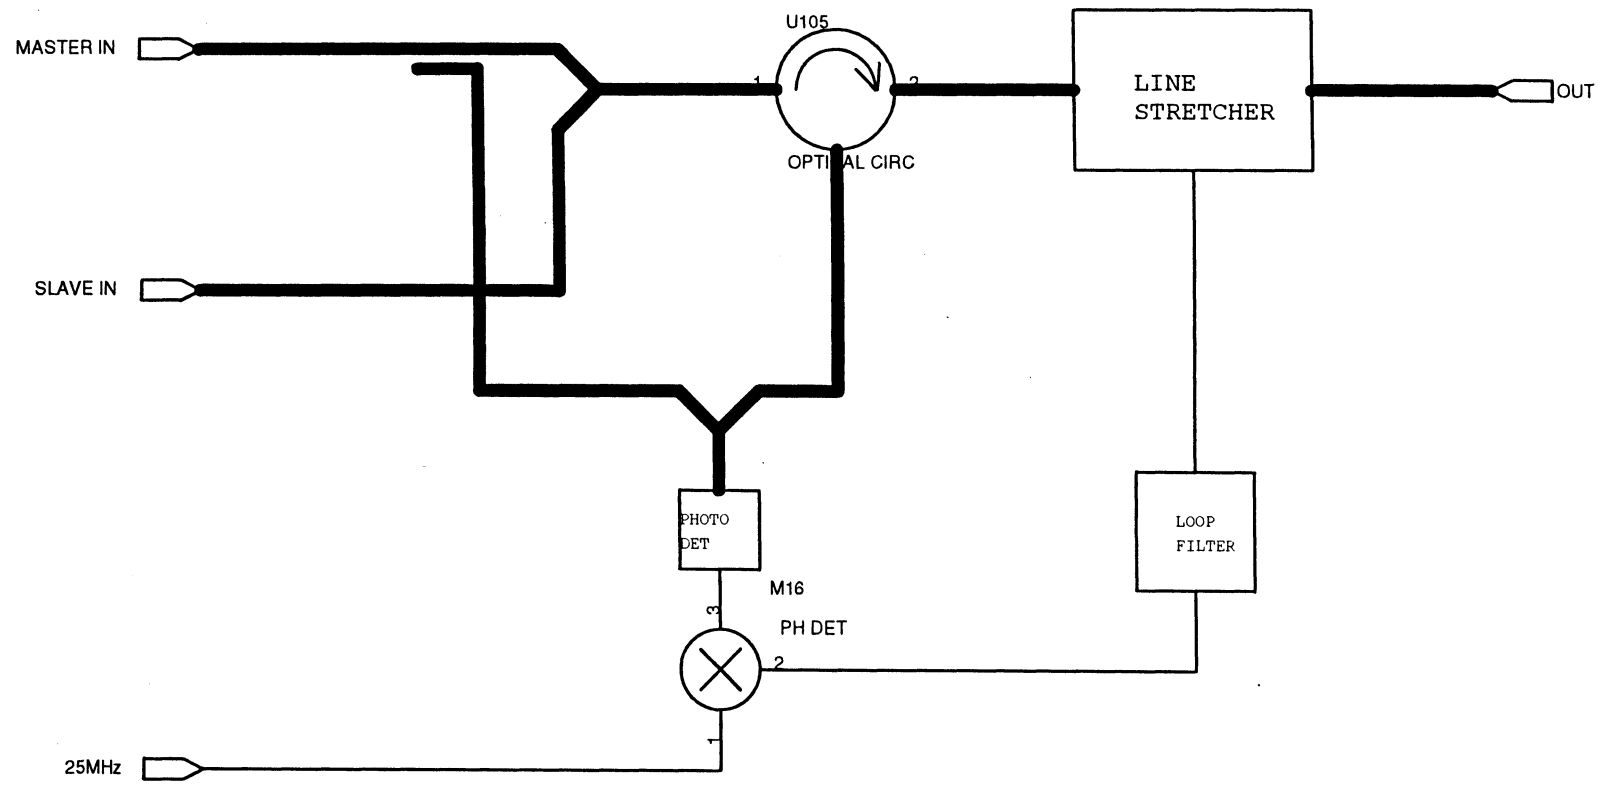 U105
MASTER IN
1
2
LINE
STRETCHER
OUT
OPTICAL CIRC
SLAVE IN
PHOTO
DET
LOOP
FILTER
M16
3
PH DET
2
1
25MHz